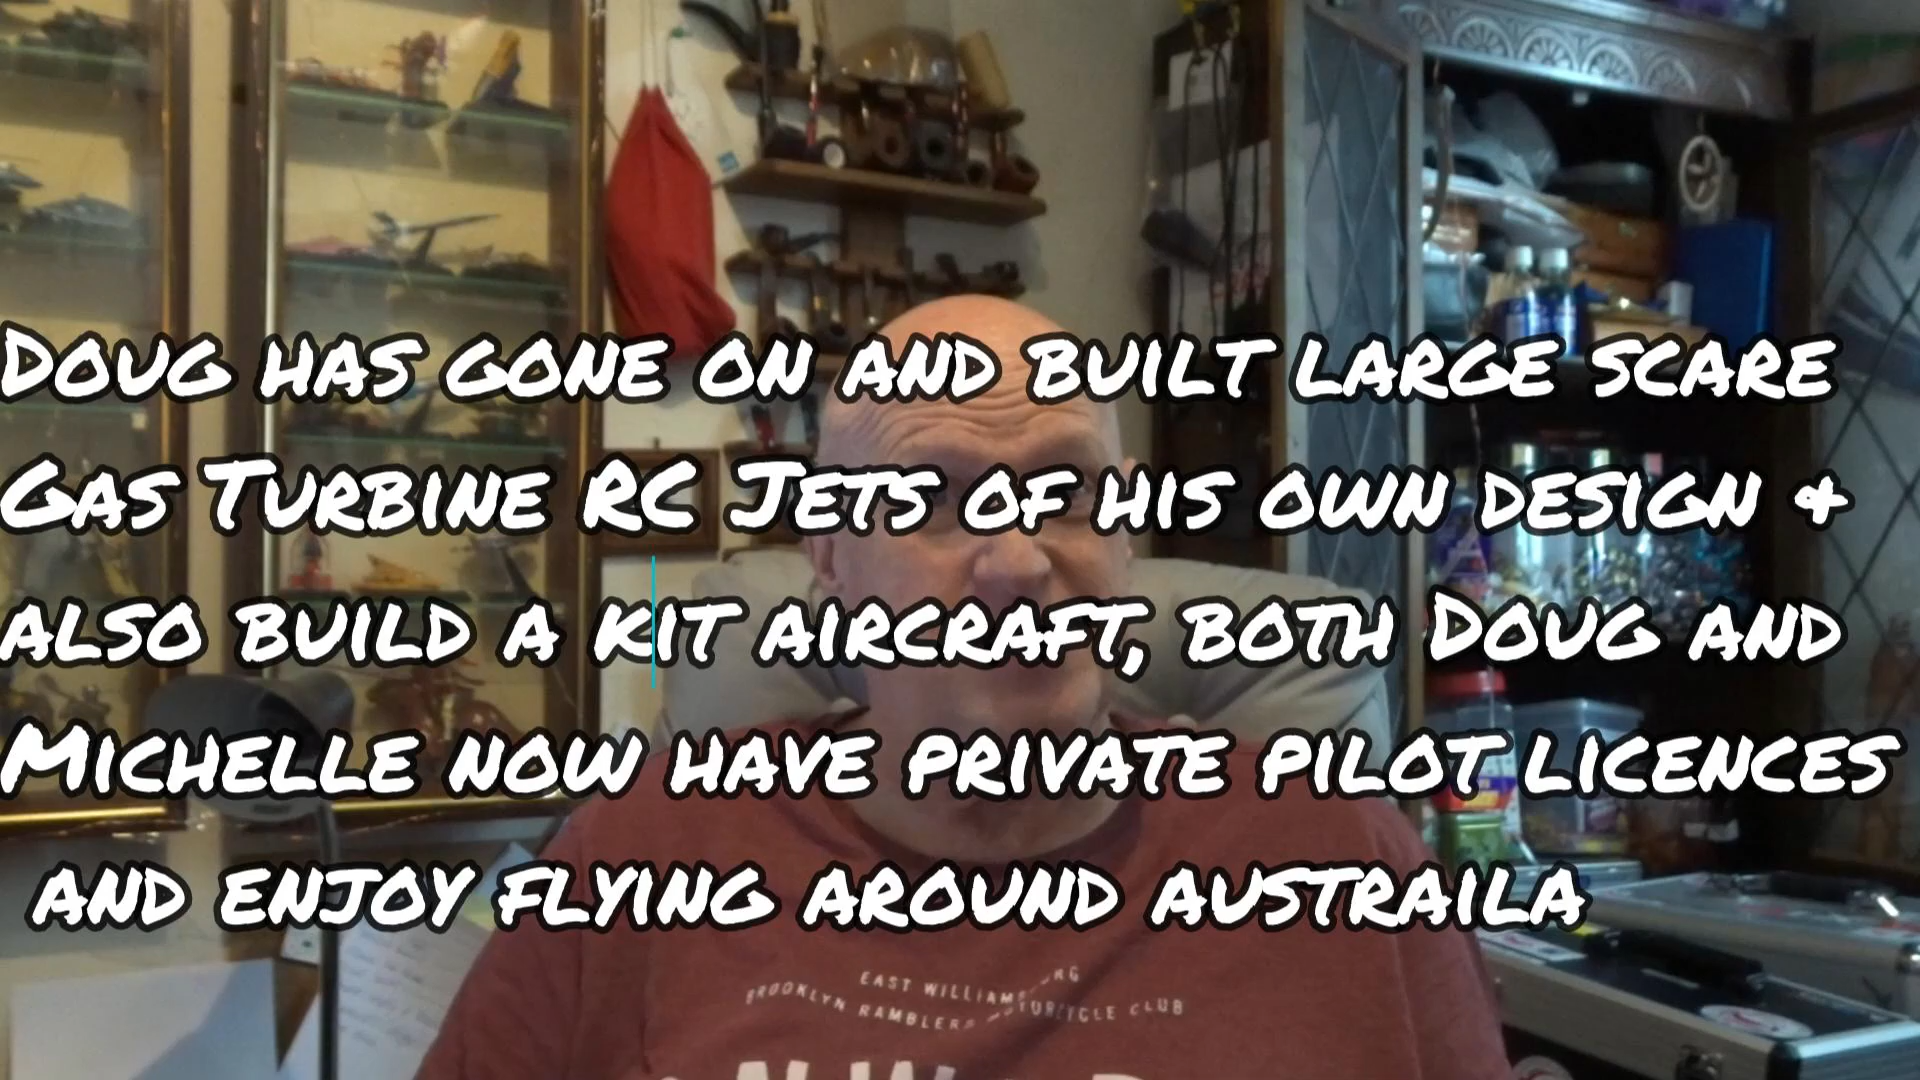 Doug has gone on and built large scare
Gas Turbine RC Jets of his own design &
also build a kit aircraft, both Doug and
Michelle now have private pilot licences
and enjoy flying around austraila
EAST
BROOKLYN RAMBLERS CLUB